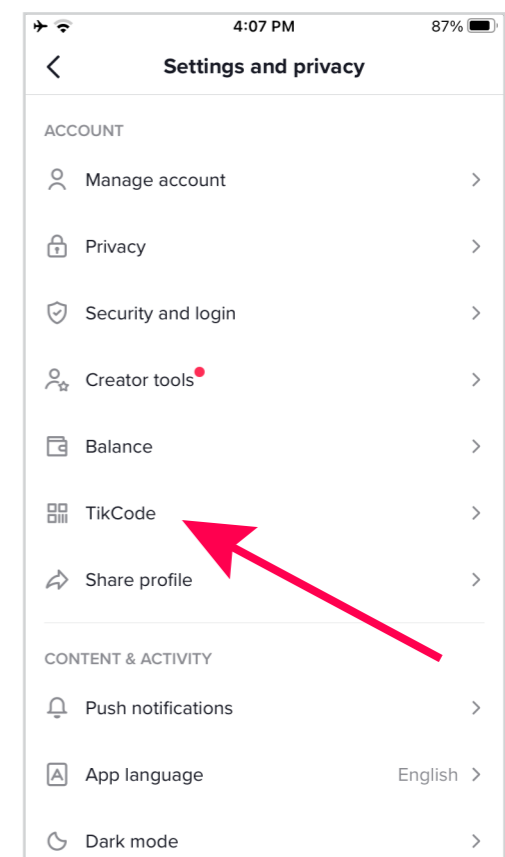 4:07 PM 87%
Settings and privacy
ACCOUNT
Manage account
Privacy
Security and login
Creator tools
Balance
TikCode
Share profile
CONTENT & ACTIVITY
Push notifications
A App language English
Dark mode